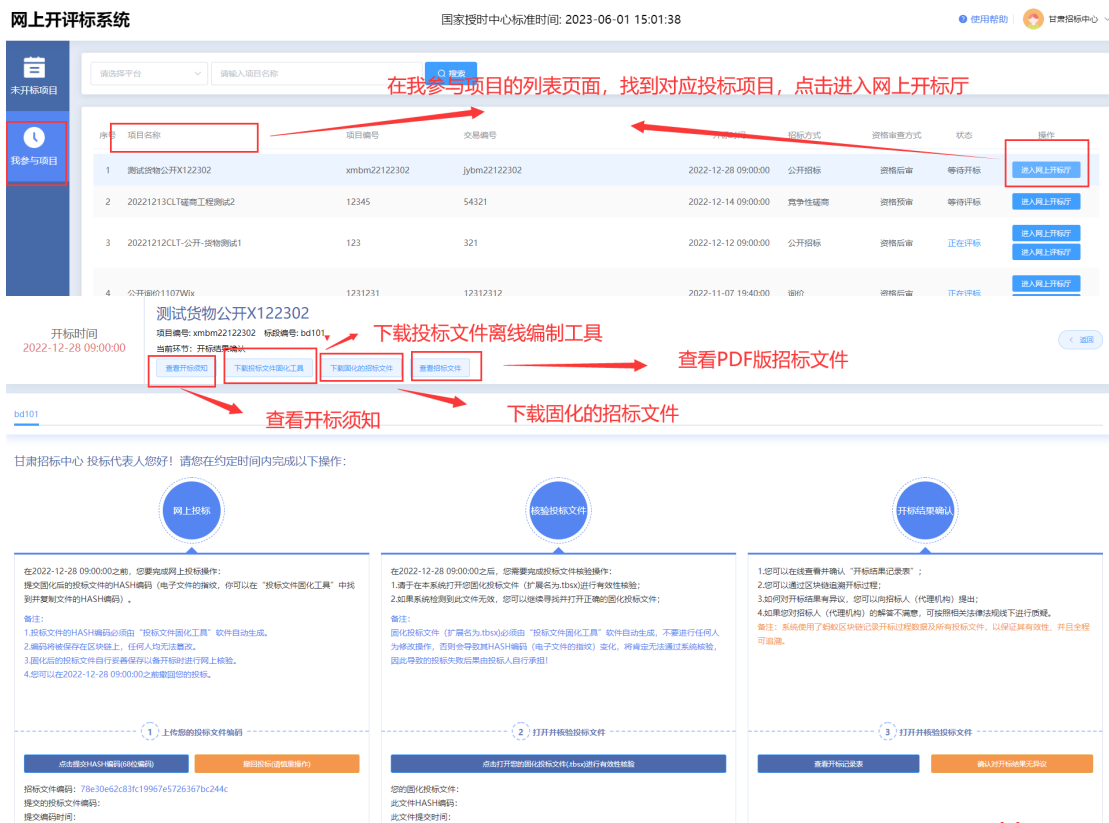 网上开评标系统
国家授时中心标准时间: 2023-06-01 15:01:38
使用帮助
甘肃招标中心
未开标项目
我参与项目
请选择平台
请输入项目名称
搜索
在我参与项目的列表页面，找到对应投标项目，点击进入网上开标厅
序号 项目名称 项目编号 交易编号 开标时间 招标方式 资格审查方式 状态 操作
1 测试货物公开X122302 xmbm22122302 jybm22122302 2022-12-28 09:00:00 公开招标 资格后审 等待开标 进入网上开标厅
2 20221213CLT磋商工程测试2 12345 54321 2022-12-14 09:00:00 竞争性磋商 资格预审 等待评标 进入网上开标厅
3 20221212CLT-公开-货物测试1 123 321 2022-12-12 09:00:00 公开招标 资格后审 正在评标 进入网上开标厅
进入网上评标厅
4 公开询价1107Wjx 1231231 12312312 2022-11-07 19:40:00 询价 资格后审 正在评标 进入网上开标厅
开标时间
2022-12-28 09:00:00
测试货物公开X122302
项目编号: xmbm22122302 标段编号: bd101
当前环节: 开标结果确认
查看开标须知 下载投标文件固化工具 下载固化的招标文件 查看招标文件
返回
下载投标文件离线编制工具
查看PDF版招标文件
查看开标须知
下载固化的招标文件
bd101
甘肃招标中心 投标代表人您好！请您在约定时间内完成以下操作:
网上投标
在2022-12-28 09:00:00之前，您要完成网上投标操作:
提交固化后的投标文件的HASH编码（电子文件的指纹，你可以在“投标文件固化工具”中找
到并复制文件的HASH编码）。
备注:
1.投标文件的HASH编码必须由“投标文件固化工具”软件自动生成。
2.编码将被保存在区块链上，任何人均无法篡改。
3.固化后的投标文件自行妥善保存以备开标时进行网上核验。
4.您可以在2022-12-28 09:00:00之前撤回您的投标。
1 上传您的投标文件编码
点击提交HASH编码(68位编码)
撤回投标(请慎重操作)
招标文件编码: 78e30e62c83fc19967e5726367bc244c
提交的投标文件编码:
提交编码时间:
核验投标文件
在2022-12-28 09:00:00之后，您需要完成投标文件核验操作:
1.请于在本系统打开您固化投标文件（扩展名为.tbsx)进行有效性核验;
2.如果系统检测到此文件无效，您可以继续寻找并打开正确的固化投标文件;
备注:
固化投标文件（扩展名为.tbsx)必须由“投标文件固化工具”软件自动生成，不要进行任何人
为修改操作，否则会导致其HASH编码（电子文件的指纹）变化，将肯定无法通过系统核验，
因此导致的投标失败后果由投标人自行承担!
2 打开并核验投标文件
点击打开您的固化投标文件(.tbsx)进行有效性核验
您的固化投标文件:
此文件HASH编码:
此文件提交时间:
开标结果确认
1.您可以在线查看并确认“开标结果记录表”;
2.您可以通过区块链追溯开标过程;
3.如何对开标结果有异议，您可以向招标人（代理机构）提出;
4.如果您对招标人（代理机构）的解答不满意，可按照相关法律法规线下进行质疑。
备注: 系统使用了蚂蚁区块链记录开标过程数据及所有投标文件，以保证其有效性、并且全程
可追溯。
3 打开并核验投标文件
查看开标记录表
确认对开标结果无异议